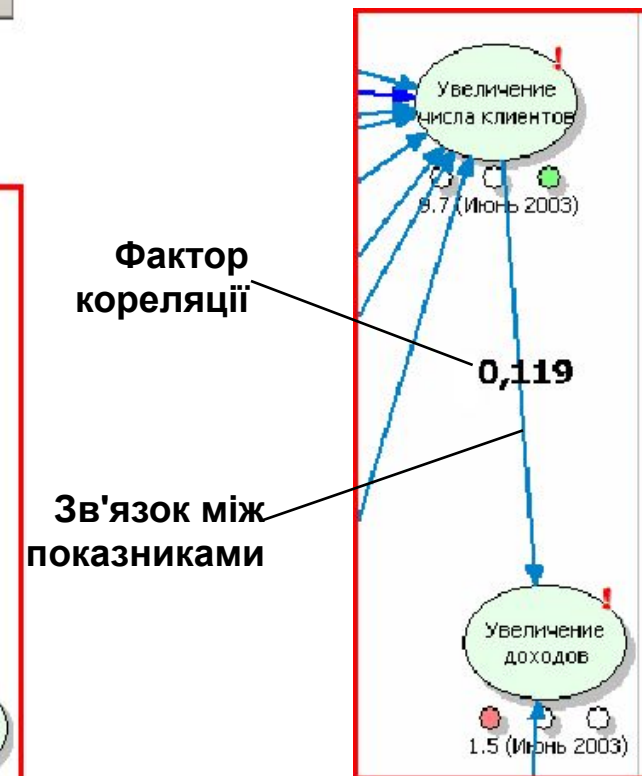 !
Увеличение
числа клиентов
9.7 (Июнь 2003)
Фактор
кореляції
0,119
Зв'язок між
показниками
!
Увеличение
доходов
1.5 (Июнь 2003)